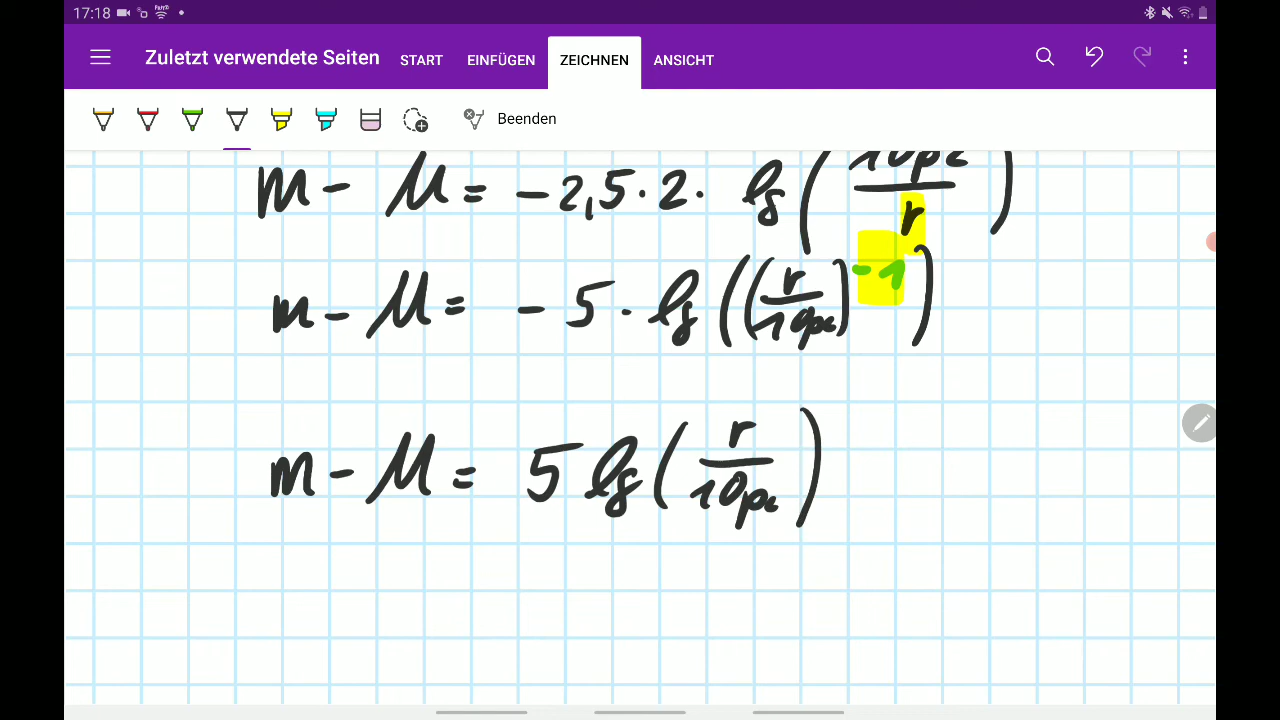 17:18
Zuletzt verwendete Seiten START EINFÜGEN ZEICHNEN ANSICHT
Beenden
m - M = - 2,5 · 2 · lg ( 10pc / r )
m - M = - 5 · lg ( ( r / 10pc ) ^ -1 )
m - M = 5 lg ( r / 10pc )